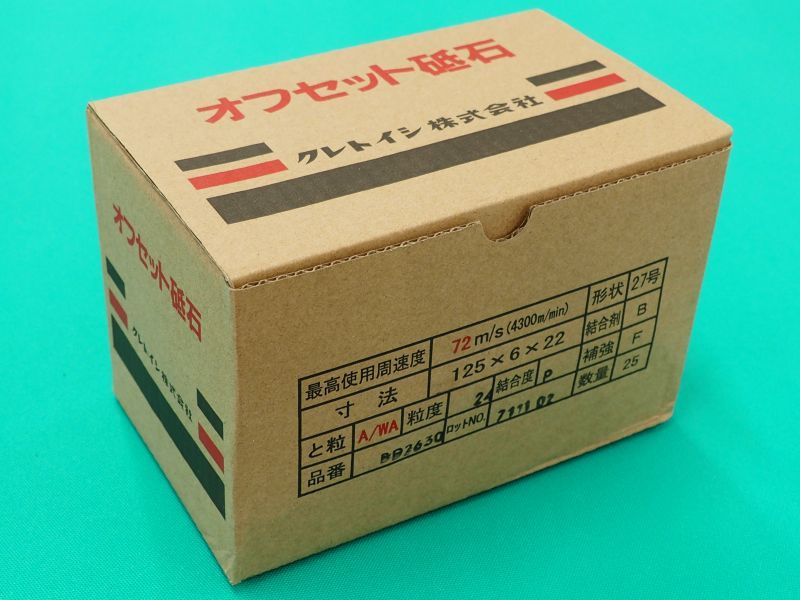 オフセット砥石
クレトイシ株式会社
オフセット砥石
クレトイシ株式会社
最高使用周速度 72m/s(4300m/min) 形状 27号
寸法 125×6×22 結合剤 B
と粒 A/WA 粒度 24 結合度 P 補強 F
品番 BD2630 ロットNO. 7111 02 数量 25